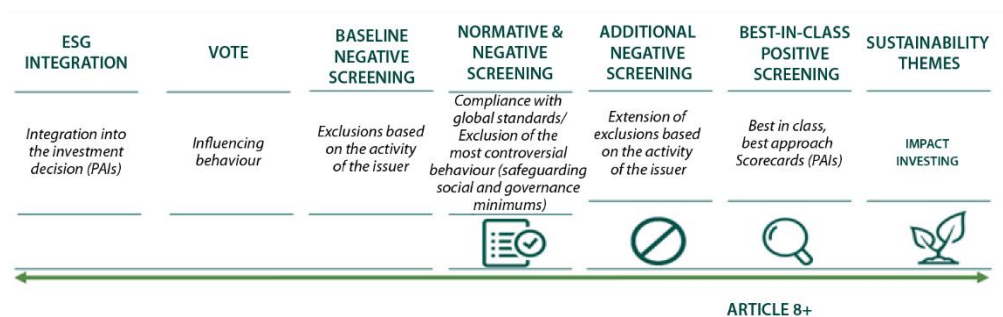 ESG
INTEGRATION
VOTE
BASELINE
NEGATIVE
SCREENING
NORMATIVE &
NEGATIVE
SCREENING
ADDITIONAL
NEGATIVE
SCREENING
BEST-IN-CLASS
POSITIVE
SCREENING
SUSTAINABILITY
THEMES
Integration into
the investment
decision (PAIs)
Influencing
behaviour
Exclusions based
on the activity
of the issuer
Compliance with
global standards/
Exclusion of the
most controversial
behaviour (safeguarding
social and governance
minimums)
Extension of
exclusions based
on the activity
of the issuer
Best in class,
best approach
Scorecards (PAIs)
IMPACT
INVESTING
ARTICLE 8+